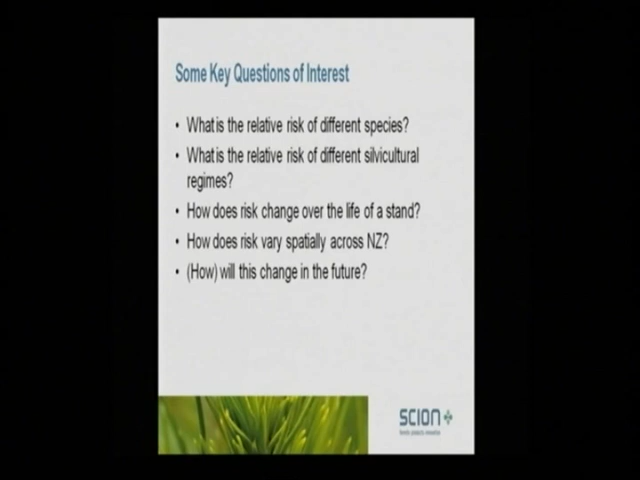 Some Key Questions of Interest
• What is the relative risk of different species?
• What is the relative risk of different silvicultural
regimes?
• How does risk change over the life of a stand?
• How does risk vary spatially across NZ?
• (How) will this change in the future?
SCION